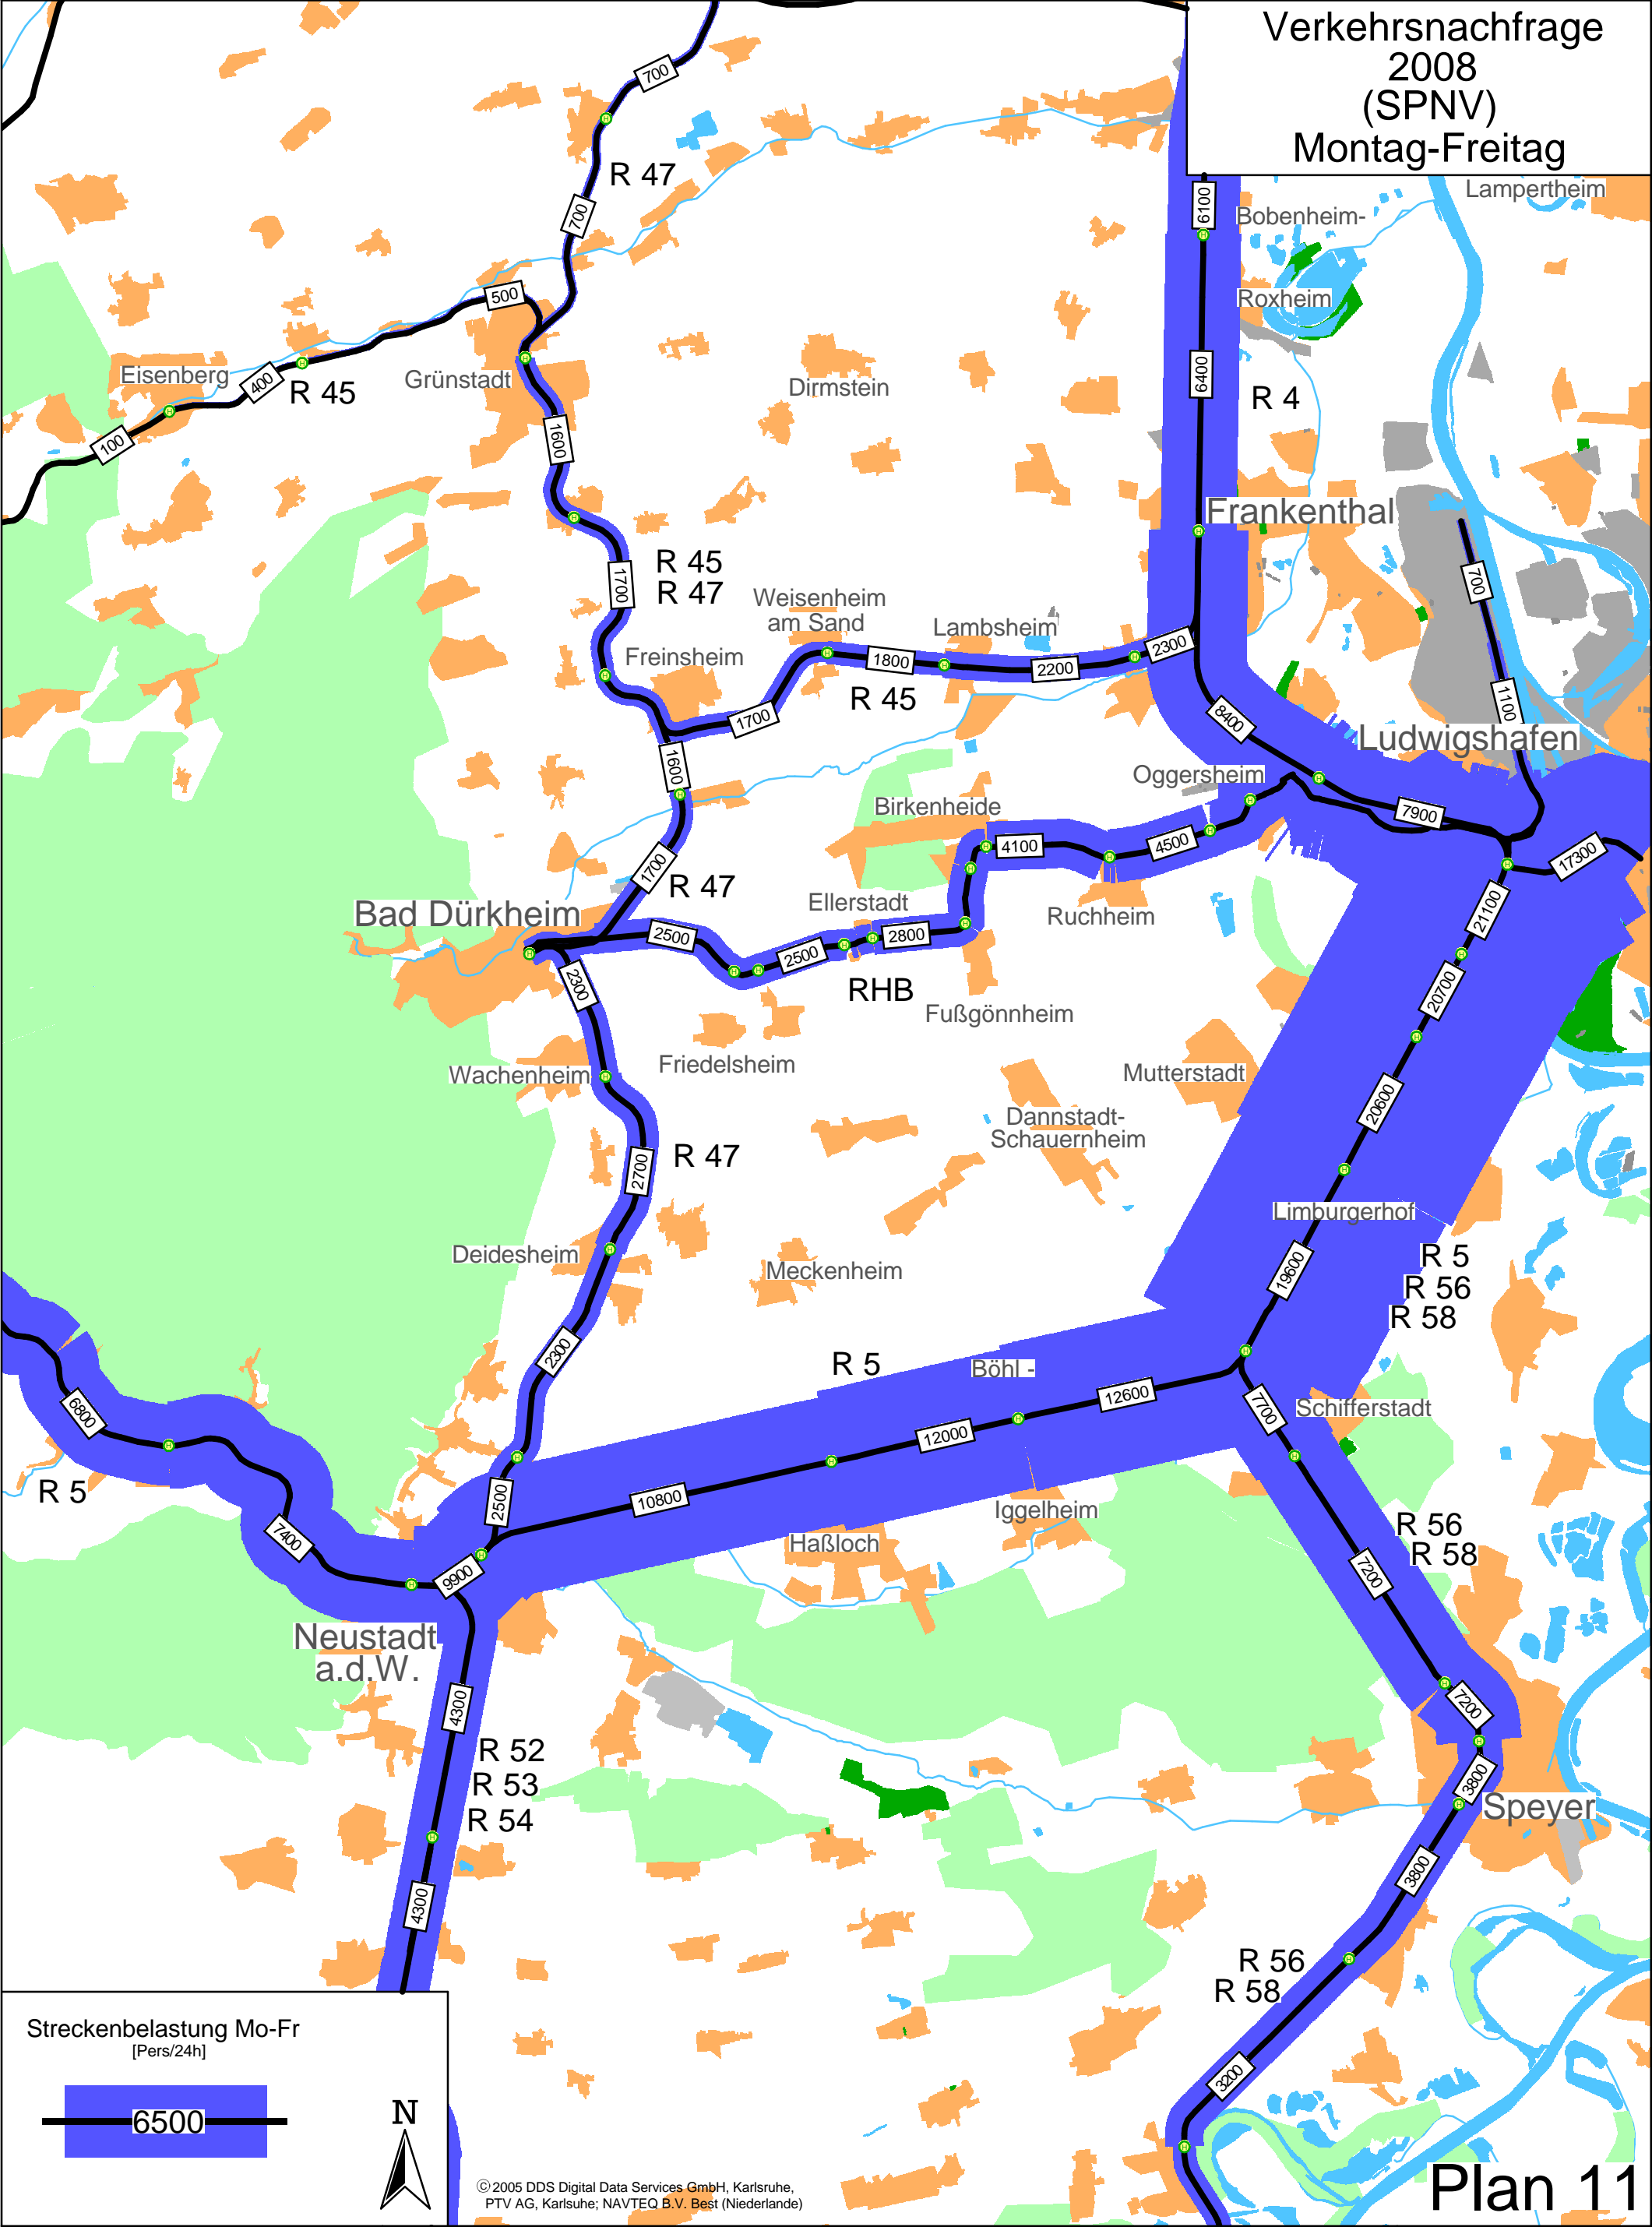 Verkehrsnachfrage
2008
(SPNV)
Montag-Freitag
700
R 47
700
Lampertheim
6100
Bobenheim-
Roxheim
500
Eisenberg
400
R 45
Grünstadt
Dirmstein
6400
R 4
100
1600
Frankenthal
R 45
R 47
1700
700
Weisenheim
am Sand
Lambsheim
Freinsheim
1800
2200
2300
R 45
1700
1100
8400
Ludwigshafen
1600
Oggersheim
Birkenheide
7900
4100
4500
17300
1700
R 47
Ellerstadt
Ruchheim
Bad Dürkheim
21100
2500
2500
2800
RHB
2300
20700
Fußgönnheim
Friedelsheim
Wachenheim
Mutterstadt
20600
Dannstadt-
Schauernheim
R 47
2700
Limburgerhof
Deidesheim
Meckenheim
R 5
R 56
R 58
19600
2300
R 5
Böhl -
12600
7700
Schifferstadt
6800
12000
R 5
2500
10800
Iggelheim
Haßloch
R 56
R 58
7400
9900
7200
Neustadt
a.d.W.
4300
7200
R 52
R 53
R 54
3800
Speyer
3800
4300
R 56
R 58
3200
Streckenbelastung Mo-Fr
[Pers/24h]
6500
N
©2005 DDS Digital Data Services GmbH, Karlsruhe,
PTV AG, Karlsuhe; NAVTEQ B.V. Best (Niederlande)
Plan 11